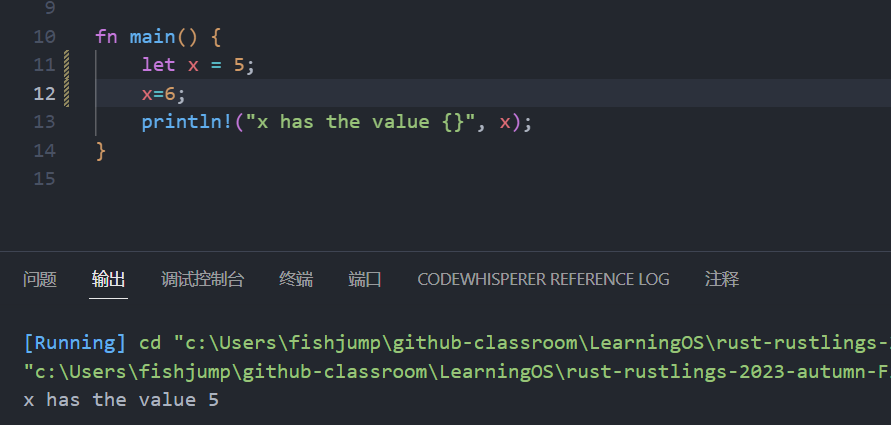 9
10 fn main() {
11     let x = 5;
12     x=6;
13     println!("x has the value {}", x);
14 }
15
问题 输出 调试控制台 终端 端口 CODEWHISPERER REFERENCE LOG 注释
[Running] cd "c:\Users\fishjump\github-classroom\LearningOS\rust-rustlings-
"c:\Users\fishjump\github-classroom\LearningOS\rust-rustlings-2023-autumn-F
x has the value 5